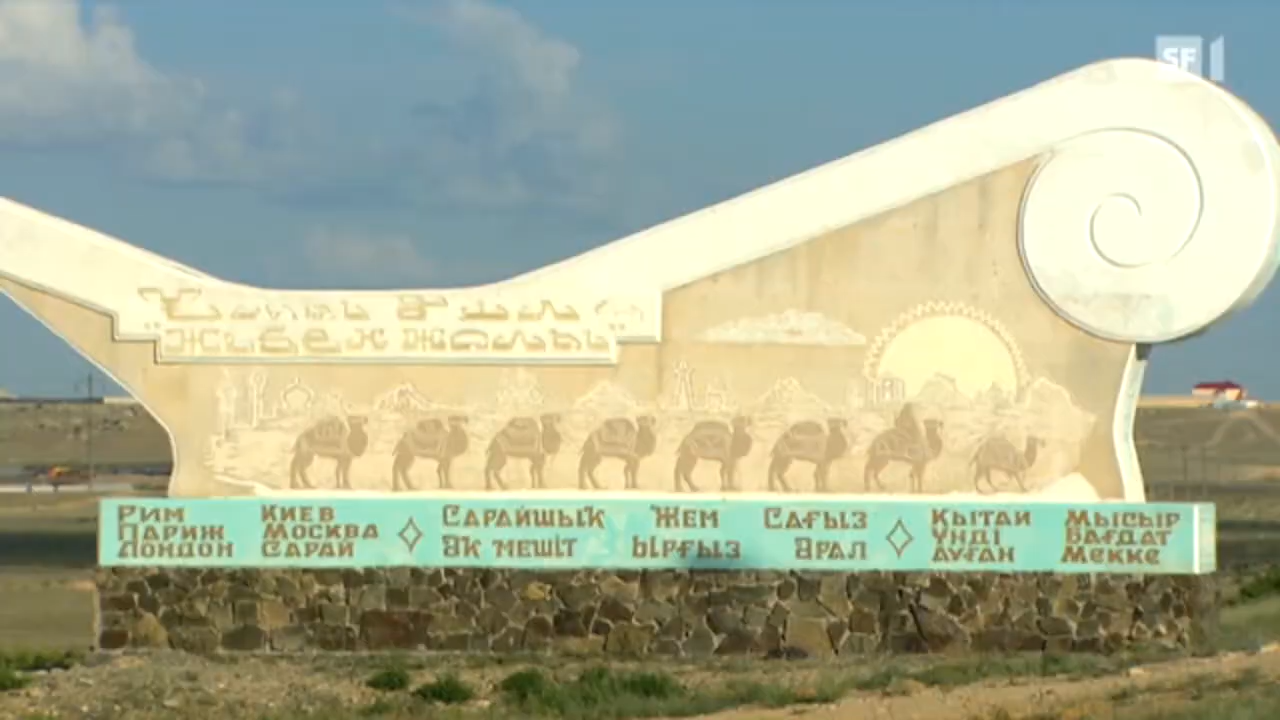 SF 1
"Жібек жолы"
Рим Киев Сарайшық Жем Сағыз Қытай Мысыр
Париж Москва Үнді Бағдат
Лондон Сарай Ақ мешіт Ырғыз Арал Ауған Мекке